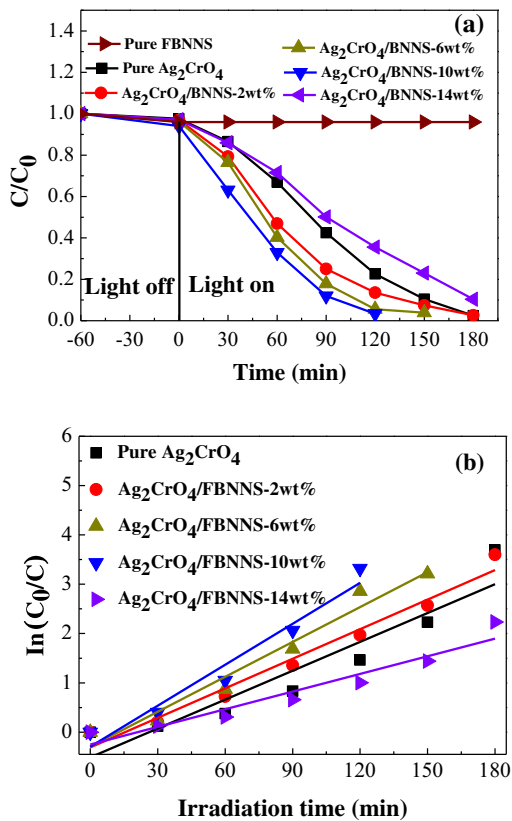 (a)
Pure FBNNS
Pure Ag₂CrO₄
Ag₂CrO₄/BNNS-2wt%
Ag₂CrO₄/BNNS-6wt%
Ag₂CrO₄/BNNS-10wt%
Ag₂CrO₄/BNNS-14wt%
C/C₀
1.4
1.2
1.0
0.8
0.6
0.4
0.2
0.0
Light off
Light on
-60 -30 0 30 60 90 120 150 180
Time (min)
(b)
Pure Ag₂CrO₄
Ag₂CrO₄/FBNNS-2wt%
Ag₂CrO₄/FBNNS-6wt%
Ag₂CrO₄/FBNNS-10wt%
Ag₂CrO₄/FBNNS-14wt%
In(C₀/C)
6
5
4
3
2
1
0
0 30 60 90 120 150 180
Irradiation time (min)